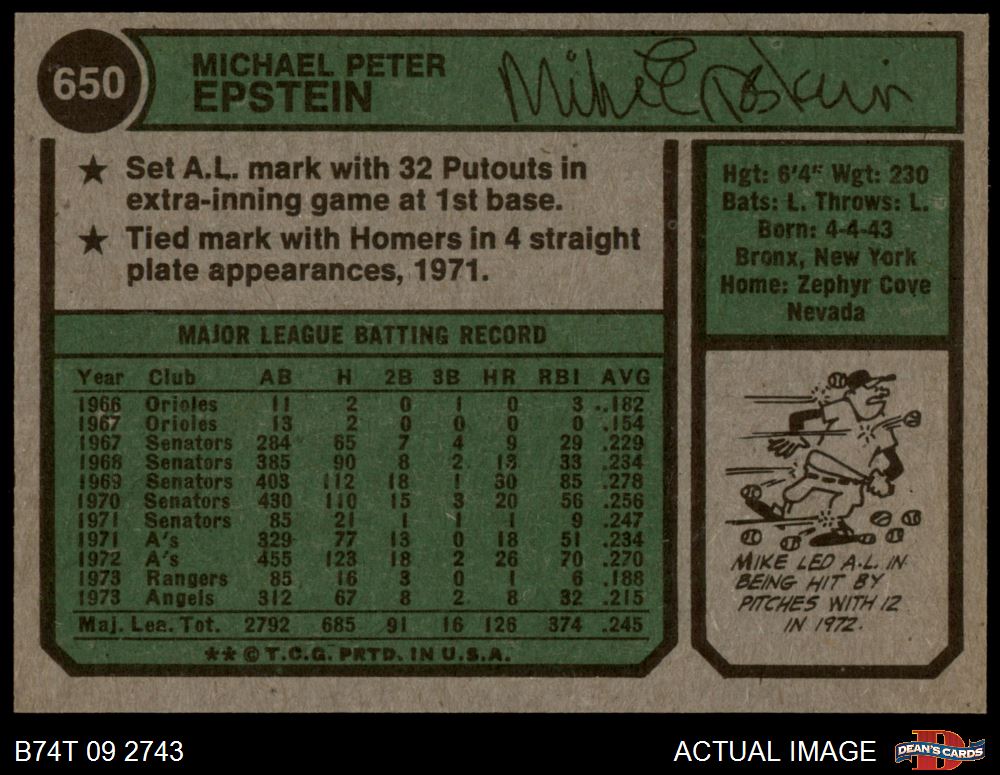 650
MICHAEL PETER
EPSTEIN
Mike Epstein
★ Set A.L. mark with 32 Putouts in
extra-inning game at 1st base.
★ Tied mark with Homers in 4 straight
plate appearances, 1971.
Hgt: 6'4" Wgt: 230
Bats: L. Throws: L.
Born: 4-4-43
Bronx, New York
Home: Zephyr Cove
Nevada
MAJOR LEAGUE BATTING RECORD
Year Club AB H 2B 3B HR RBI AVG
1966 Orioles 11 2 0 1 0 3 .182
1967 Orioles 13 2 0 0 0 0 .154
1967 Senators 284 65 7 4 9 29 .229
1968 Senators 385 90 8 2 13 33 .234
1969 Senators 403 112 18 1 30 85 .278
1970 Senators 430 110 15 3 20 56 .256
1971 Senators 85 21 1 1 1 9 .247
1971 A's 329 77 13 0 18 51 .234
1972 A's 455 123 18 2 26 70 .270
1973 Rangers 85 16 3 0 1 6 .188
1973 Angels 312 67 8 2 8 32 .215
Maj. Lea. Tot. 2792 685 91 16 126 374 .245
** © T.C.G. PRTD. IN U.S.A.
MIKE LED A.L. IN
BEING HIT BY
PITCHES WITH 12
IN 1972.
B74T 09 2743
ACTUAL IMAGE
D
DEAN'S CARDS